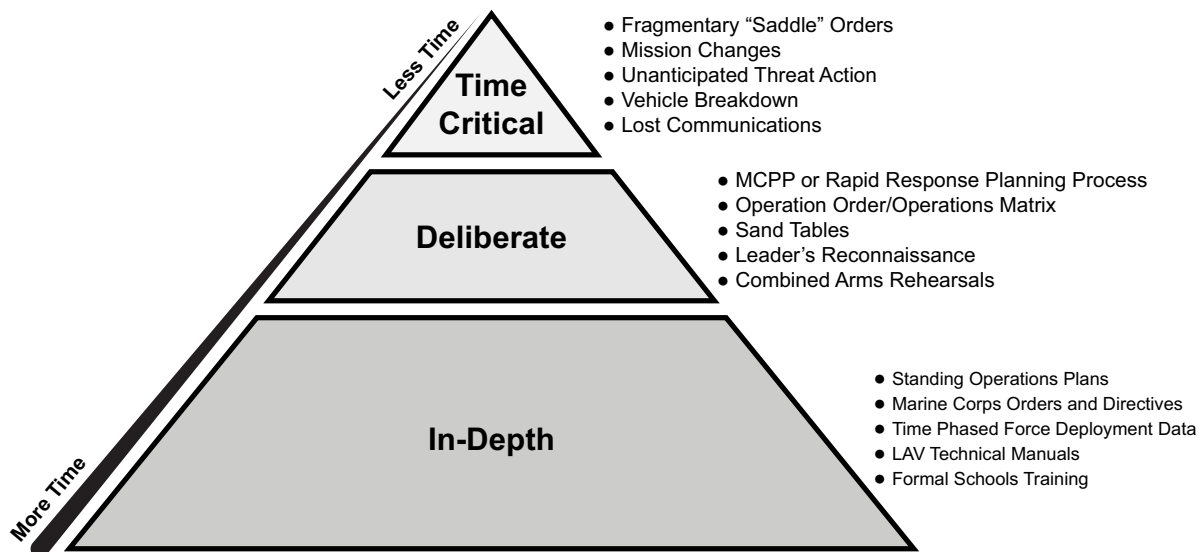 Less Time
Time
Critical
● Fragmentary “Saddle” Orders
● Mission Changes
● Unanticipated Threat Action
● Vehicle Breakdown
● Lost Communications
Deliberate
● MCPP or Rapid Response Planning Process
● Operation Order/Operations Matrix
● Sand Tables
● Leader’s Reconnaissance
● Combined Arms Rehearsals
In-Depth
● Standing Operations Plans
● Marine Corps Orders and Directives
● Time Phased Force Deployment Data
● LAV Technical Manuals
● Formal Schools Training
More Time